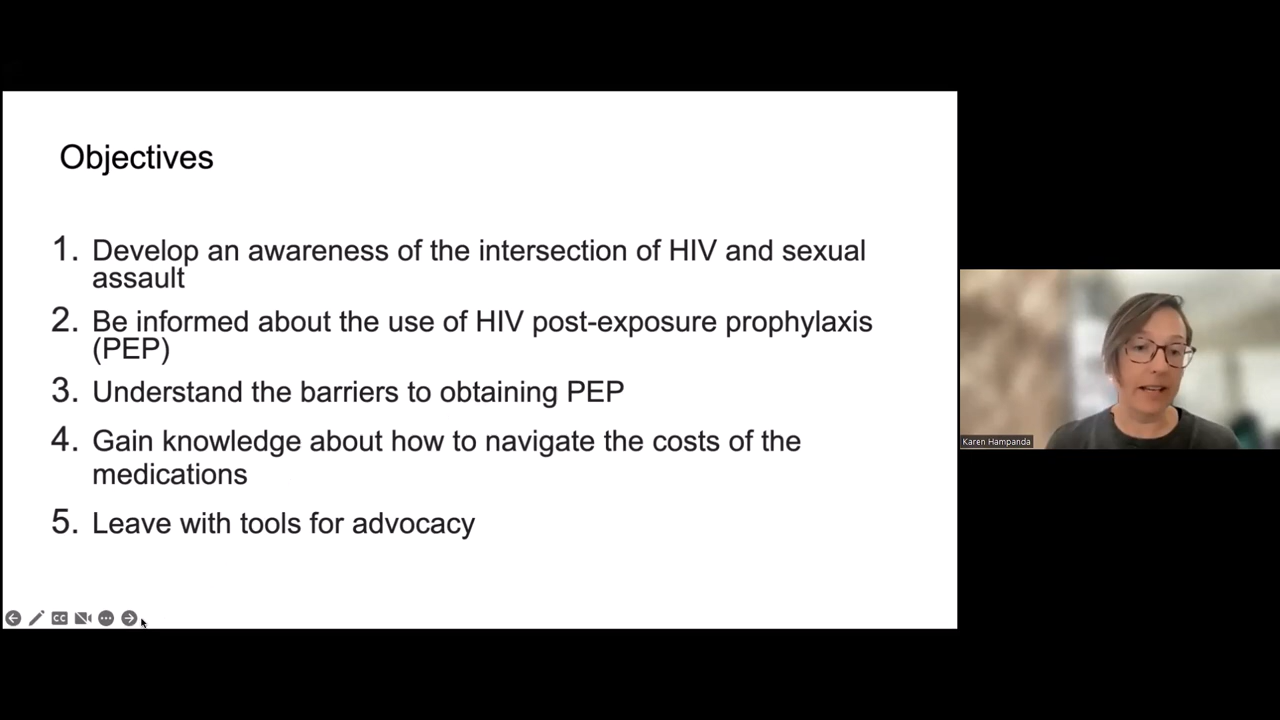 Objectives
1. Develop an awareness of the intersection of HIV and sexual
assault
2. Be informed about the use of HIV post-exposure prophylaxis
(PEP)
3. Understand the barriers to obtaining PEP
4. Gain knowledge about how to navigate the costs of the
medications
5. Leave with tools for advocacy
CC
Karen Hampanda